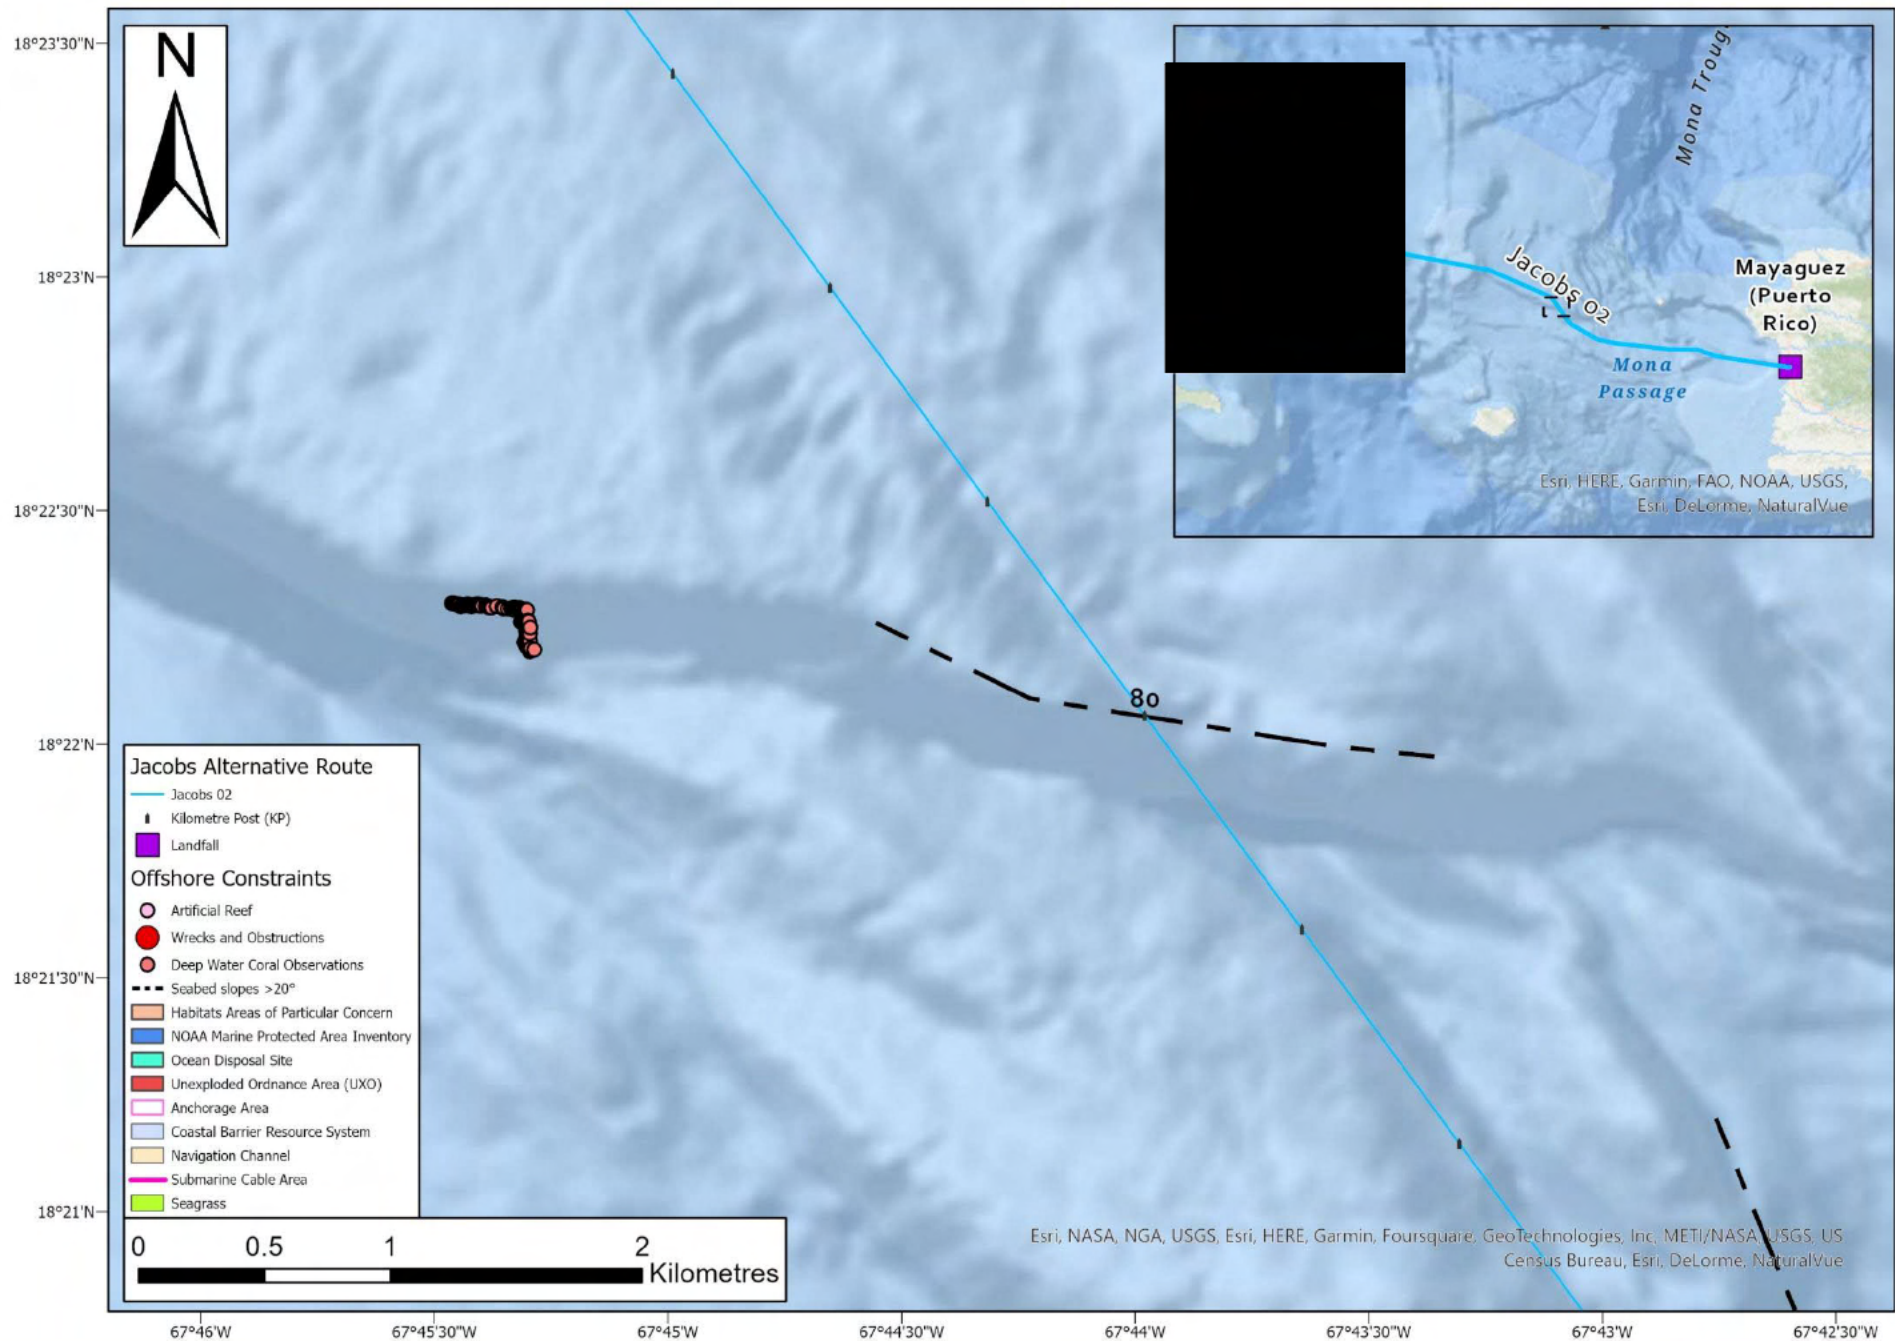 18°23'30"N
N
Mona Troug
Jacobs 02
Mayaguez
(Puerto
Rico)
Mona
Passage
Esri, HERE, Garmin, FAO, NOAA, USGS,
Esri, DeLorme, NaturalVue
18°23'N
18°22'30"N
80
18°22'N
Jacobs Alternative Route
Jacobs 02
Kilometre Post (KP)
Landfall
Offshore Constraints
Artificial Reef
Wrecks and Obstructions
Deep Water Coral Observations
Seabed slopes >20°
Habitats Areas of Particular Concern
NOAA Marine Protected Area Inventory
Ocean Disposal Site
Unexploded Ordnance Area (UXO)
Anchorage Area
Coastal Barrier Resource System
Navigation Channel
Submarine Cable Area
Seagrass
18°21'30"N
18°21'N
0 0.5 1 2
Kilometres
Esri, NASA, NGA, USGS, Esri, HERE, Garmin, Foursquare, GeoTechnologies, Inc, METI/NASA, USGS, US
Census Bureau, Esri, DeLorme, NaturalVue
67°46'W 67°45'30"W 67°45'W 67°44'30"W 67°44'W 67°43'30"W 67°43'W 67°42'30"W